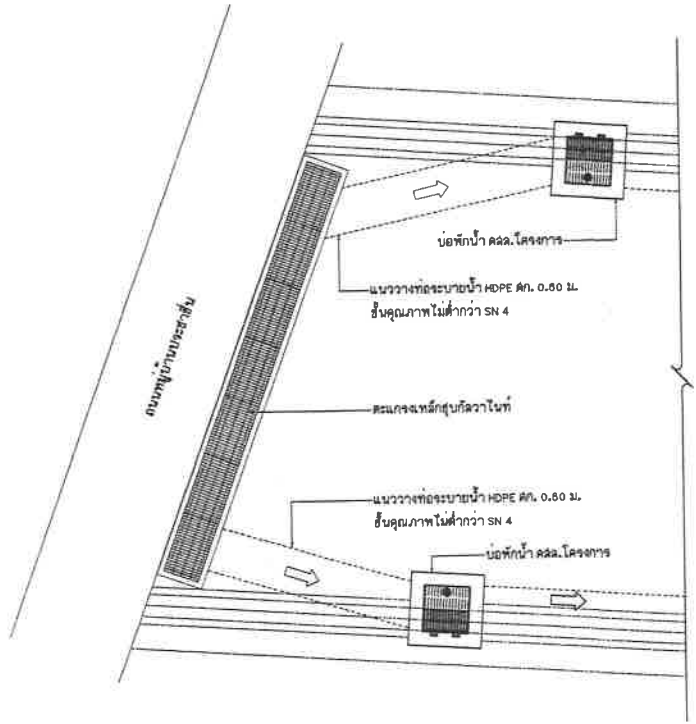 บ่อพักน้ำ คสล.โครงการ
แนววางท่อระบายน้ำ HDPE ศก. 0.60 ม.
ชั้นคุณภาพไม่ต่ำกว่า SN 4
ถนนหมู่บ้านประชาชื่น
ตะแกรงเหล็กชุบกัลวาไนท์
แนววางท่อระบายน้ำ HDPE ศก. 0.60 ม.
ชั้นคุณภาพไม่ต่ำกว่า SN 4
บ่อพักน้ำ คสล.โครงการ